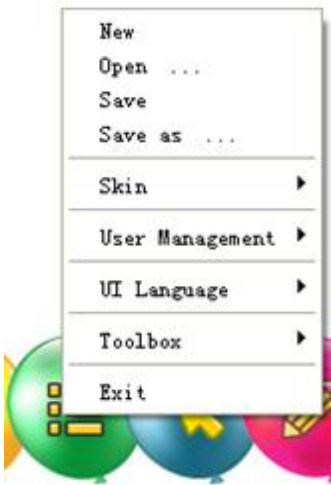 New
Open ...
Save
Save as ...
Skin
User Management
UI Language
Toolbox
Exit